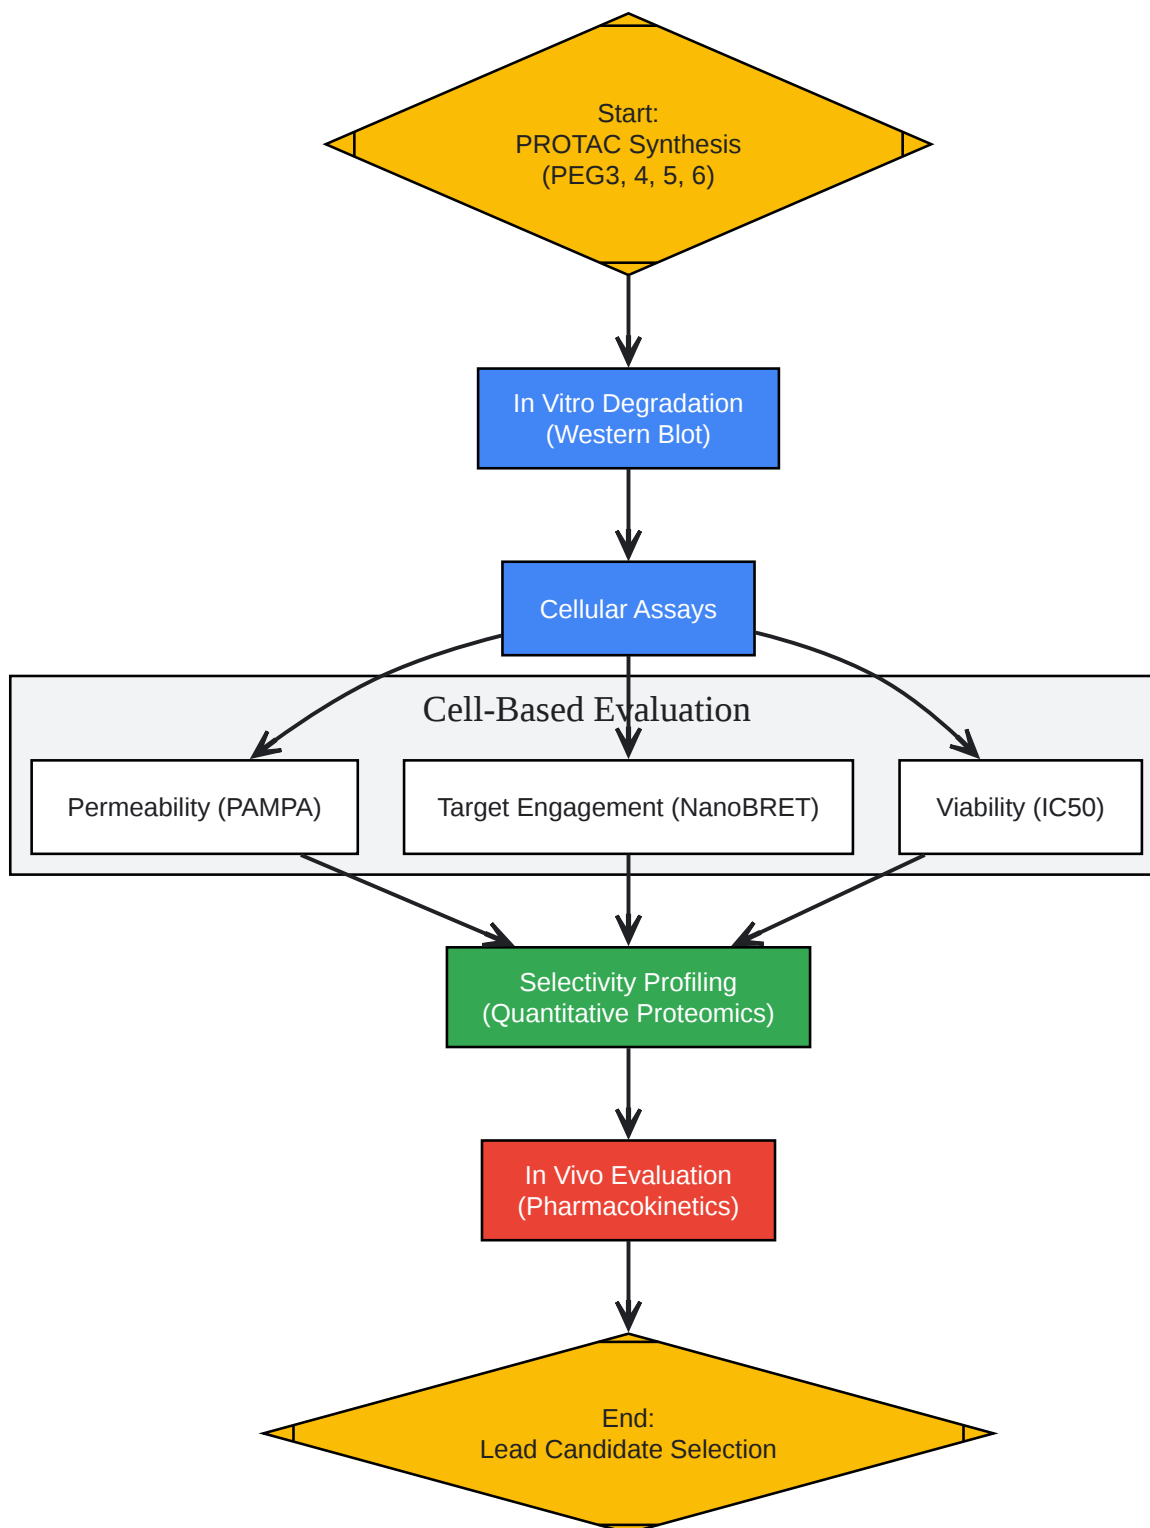 Start:
PROTAC Synthesis
(PEG3, 4, 5, 6)
In Vitro Degradation
(Western Blot)
Cellular Assays
Cell-Based Evaluation
Permeability (PAMPA)
Target Engagement (NanoBRET)
Viability (IC50)
Selectivity Profiling
(Quantitative Proteomics)
In Vivo Evaluation
(Pharmacokinetics)
End:
Lead Candidate Selection